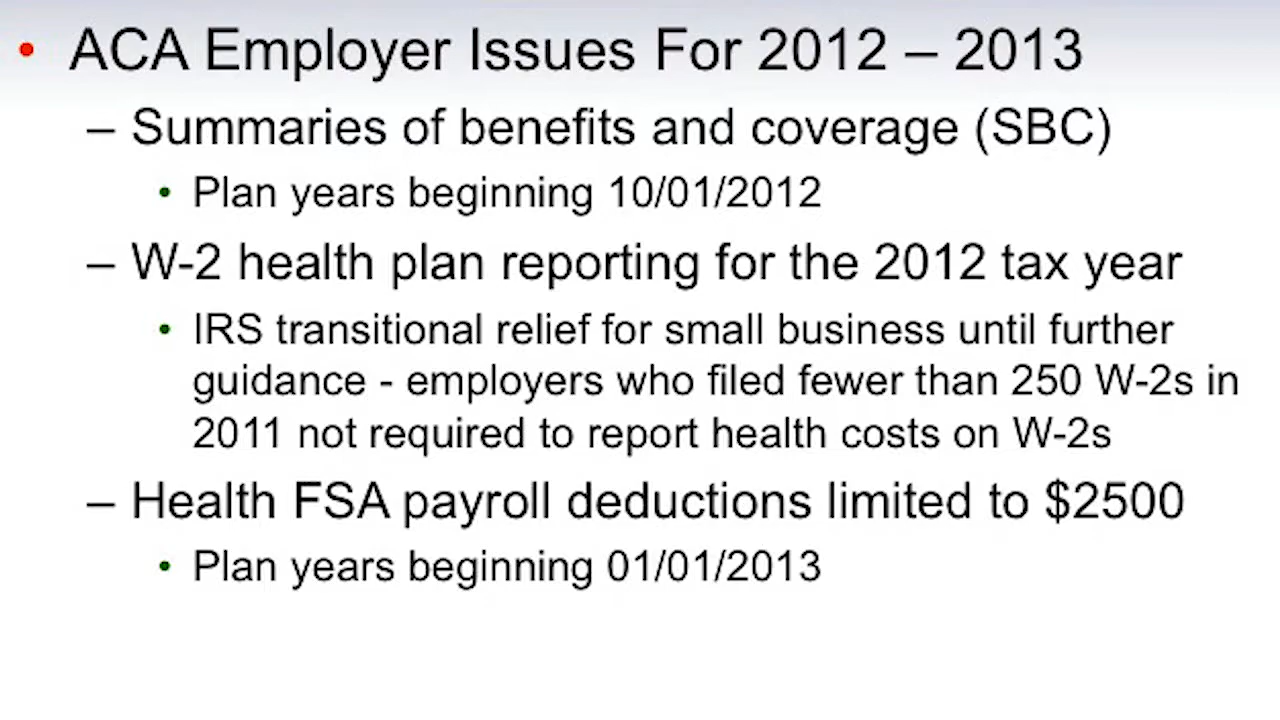 • ACA Employer Issues For 2012 – 2013
– Summaries of benefits and coverage (SBC)
• Plan years beginning 10/01/2012
– W-2 health plan reporting for the 2012 tax year
• IRS transitional relief for small business until further
guidance - employers who filed fewer than 250 W-2s in
2011 not required to report health costs on W-2s
– Health FSA payroll deductions limited to $2500
• Plan years beginning 01/01/2013